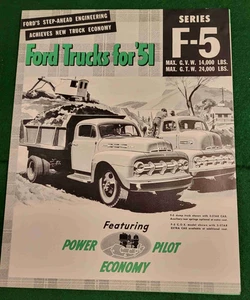 FORD'S STEP-AHEAD ENGINEERING
ACHIEVES NEW TRUCK ECONOMY
Ford Trucks for '51
SERIES
F-5
MAX. G.V.W. 14,000 LBS.
MAX. G.T.W. 24,000 LBS.
Featuring
POWER PILOT
ECONOMY